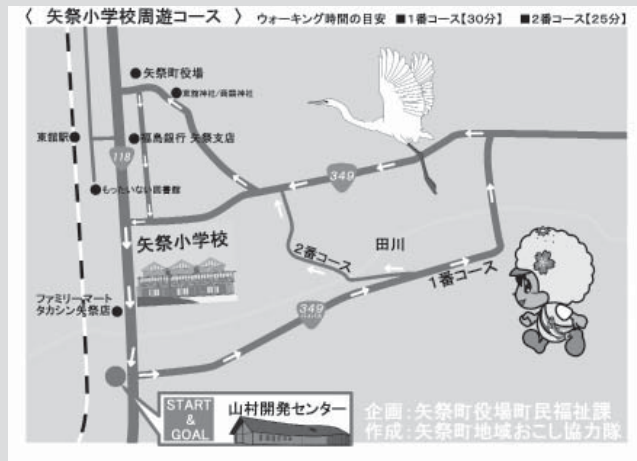 〈 矢祭小学校周遊コース 〉 ウォーキング時間の目安 ■1番コース【30分】 ■2番コース【25分】
矢祭町役場
東舘神社/両羽神社
東舘駅
福島銀行 矢祭支店
118
349
もったいない図書館
矢祭小学校
田川
2番コース
1番コース
ファミリーマート
タカシン矢祭店
349
START
&
GOAL
山村開発センター
企画:矢祭町役場町民福祉課
作成:矢祭町地域おこし協力隊